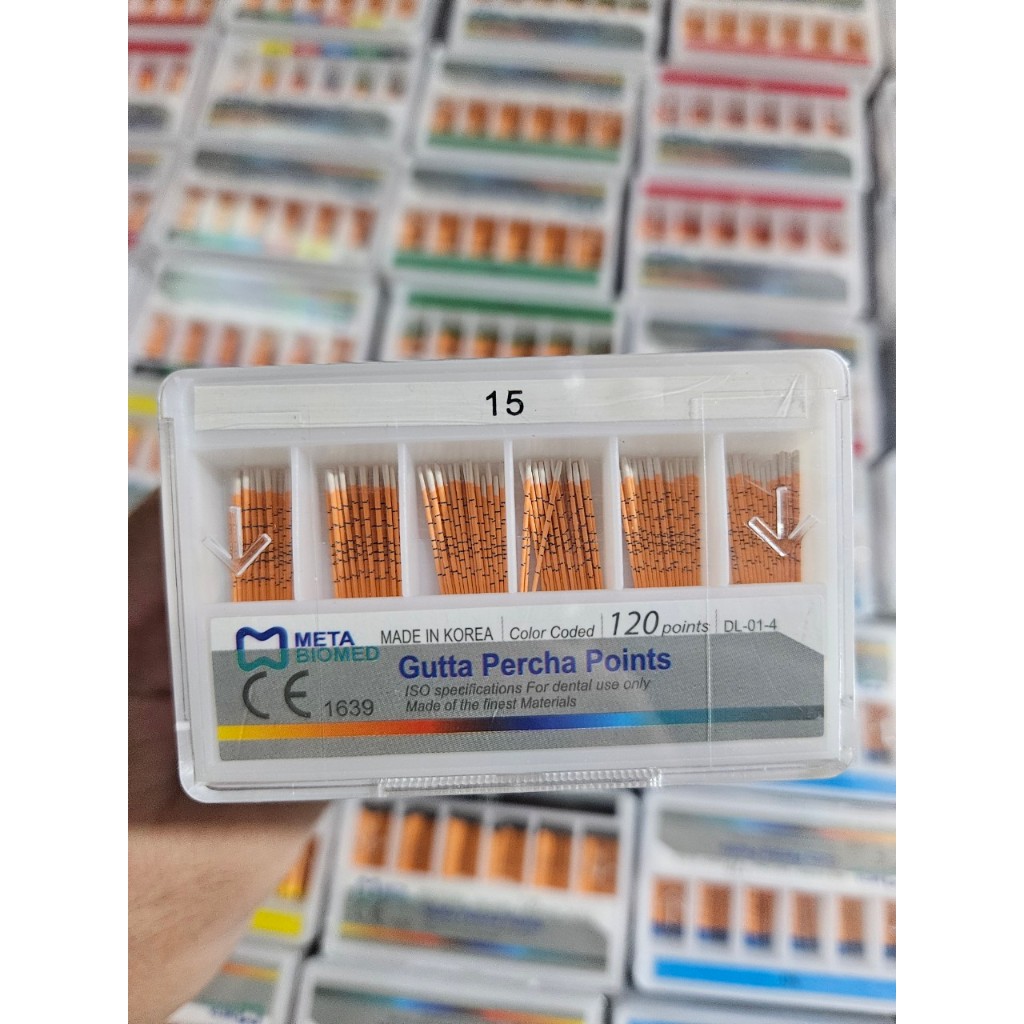 15
META BIOMED
MADE IN KOREA
Color Coded
120 points
DL-01-4
Gutta Percha Points
ISO specifications For dental use only
Made of the finest Materials
CE 1639